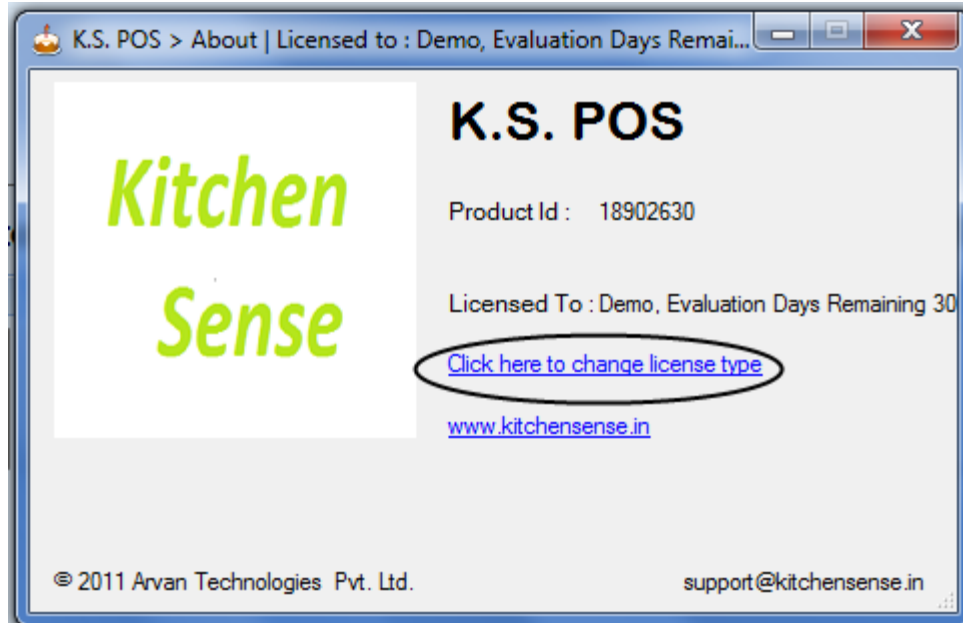 K.S. POS > About | Licensed to : Demo, Evaluation Days Remai...
Kitchen
Sense
K.S. POS
Product Id : 18902630
Licensed To : Demo, Evaluation Days Remaining 30
Click here to change license type
www.kitchensense.in
© 2011 Arvan Technologies Pvt. Ltd.
support@kitchensense.in